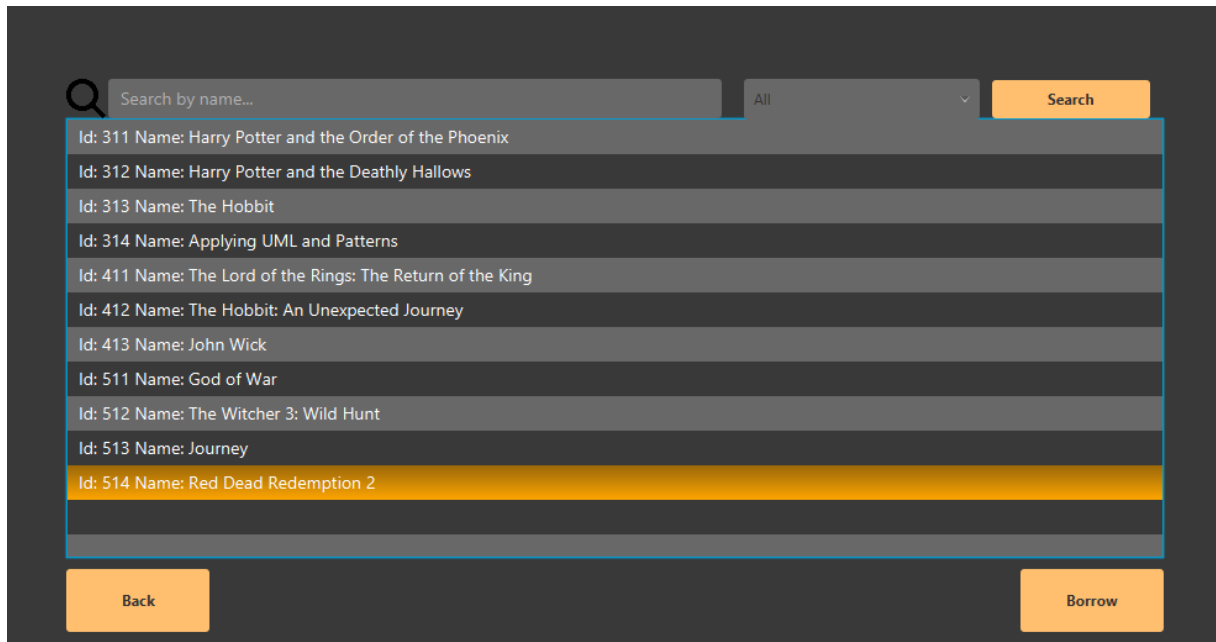 Search by name...
All
Search
Id: 311 Name: Harry Potter and the Order of the Phoenix
Id: 312 Name: Harry Potter and the Deathly Hallows
Id: 313 Name: The Hobbit
Id: 314 Name: Applying UML and Patterns
Id: 411 Name: The Lord of the Rings: The Return of the King
Id: 412 Name: The Hobbit: An Unexpected Journey
Id: 413 Name: John Wick
Id: 511 Name: God of War
Id: 512 Name: The Witcher 3: Wild Hunt
Id: 513 Name: Journey
Id: 514 Name: Red Dead Redemption 2
Back
Borrow